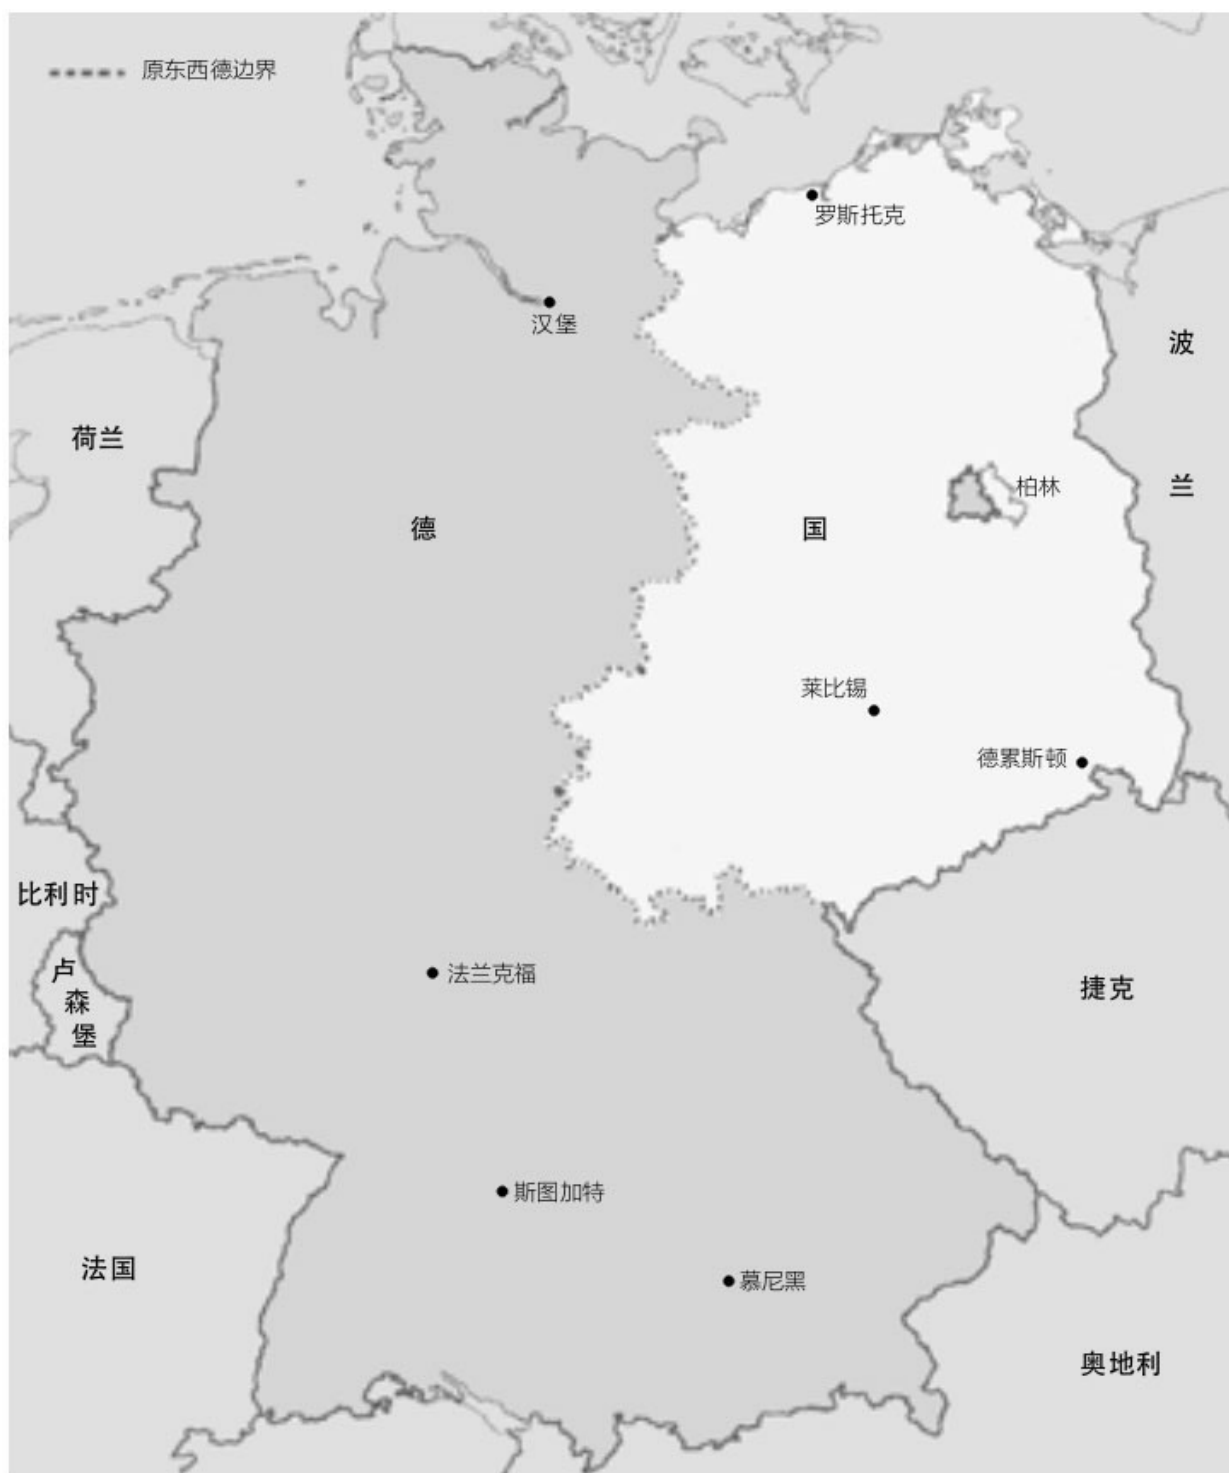 原东西德边界
罗斯托克
汉堡
波
荷兰
柏林
兰
德
国
莱比锡
德累斯顿
比利时
卢
森
堡
法兰克福
捷克
斯图加特
法国
慕尼黑
奥地利